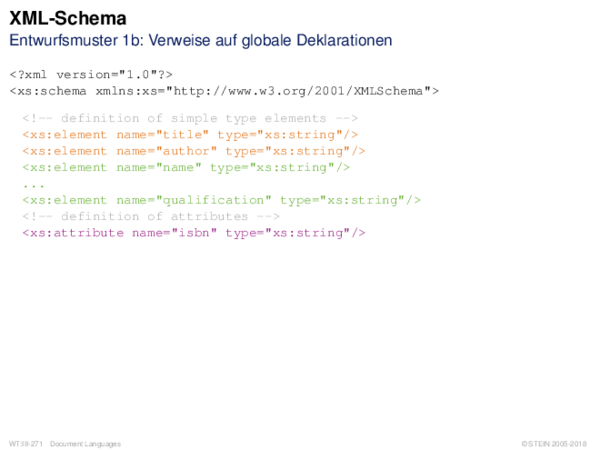 XML-Schema
Entwurfsmuster 1b: Verweise auf globale Deklarationen
<?xml version="1.0"?>
<xs:schema xmlns:xs="http://www.w3.org/2001/XMLSchema">
<!-- definition of simple type elements -->
<xs:element name="title" type="xs:string"/>
<xs:element name="author" type="xs:string"/>
<xs:element name="name" type="xs:string"/>
...
<xs:element name="qualification" type="xs:string"/>
<!-- definition of attributes -->
<xs:attribute name="isbn" type="xs:string"/>
WT:III-271 Document Languages
© STEIN 2005-2018